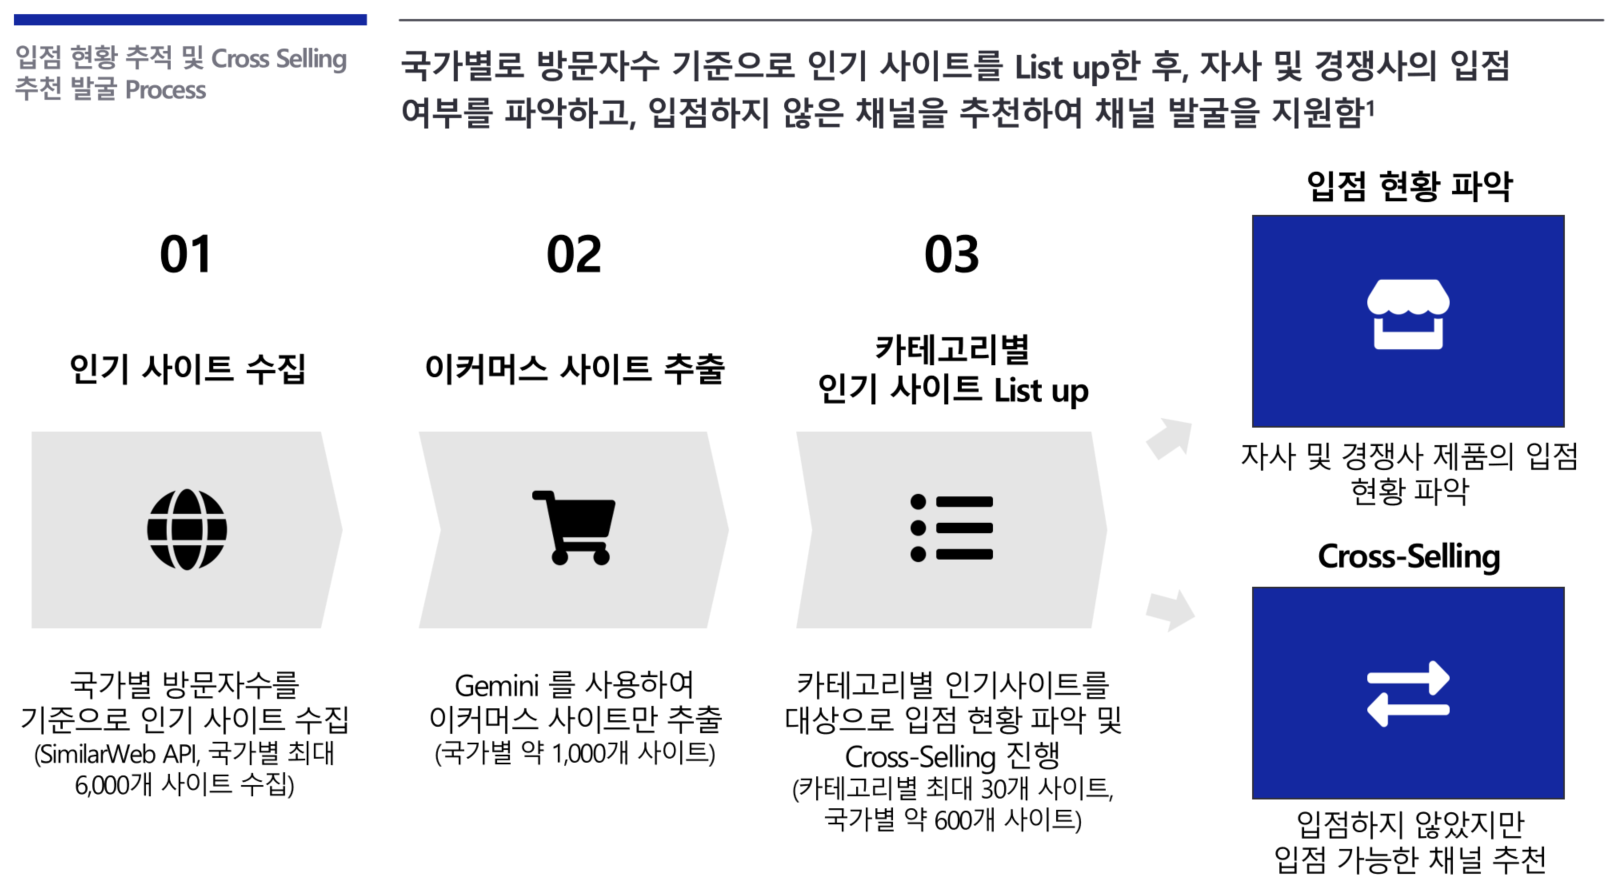 입점 현황 추적 및 Cross Selling
추천 발굴 Process
국가별로 방문자수 기준으로 인기 사이트를 List up한 후, 자사 및 경쟁사의 입점
여부를 파악하고, 입점하지 않은 채널을 추천하여 채널 발굴을 지원함¹
01
인기 사이트 수집
국가별 방문자수를
기준으로 인기 사이트 수집
(SimilarWeb API, 국가별 최대
6,000개 사이트 수집)
02
이커머스 사이트 추출
Gemini 를 사용하여
이커머스 사이트만 추출
(국가별 약 1,000개 사이트)
03
카테고리별
인기 사이트 List up
카테고리별 인기사이트를
대상으로 입점 현황 파악 및
Cross-Selling 진행
(카테고리별 최대 30개 사이트,
국가별 약 600개 사이트)
입점 현황 파악
자사 및 경쟁사 제품의 입점
현황 파악
Cross-Selling
입점하지 않았지만
입점 가능한 채널 추천